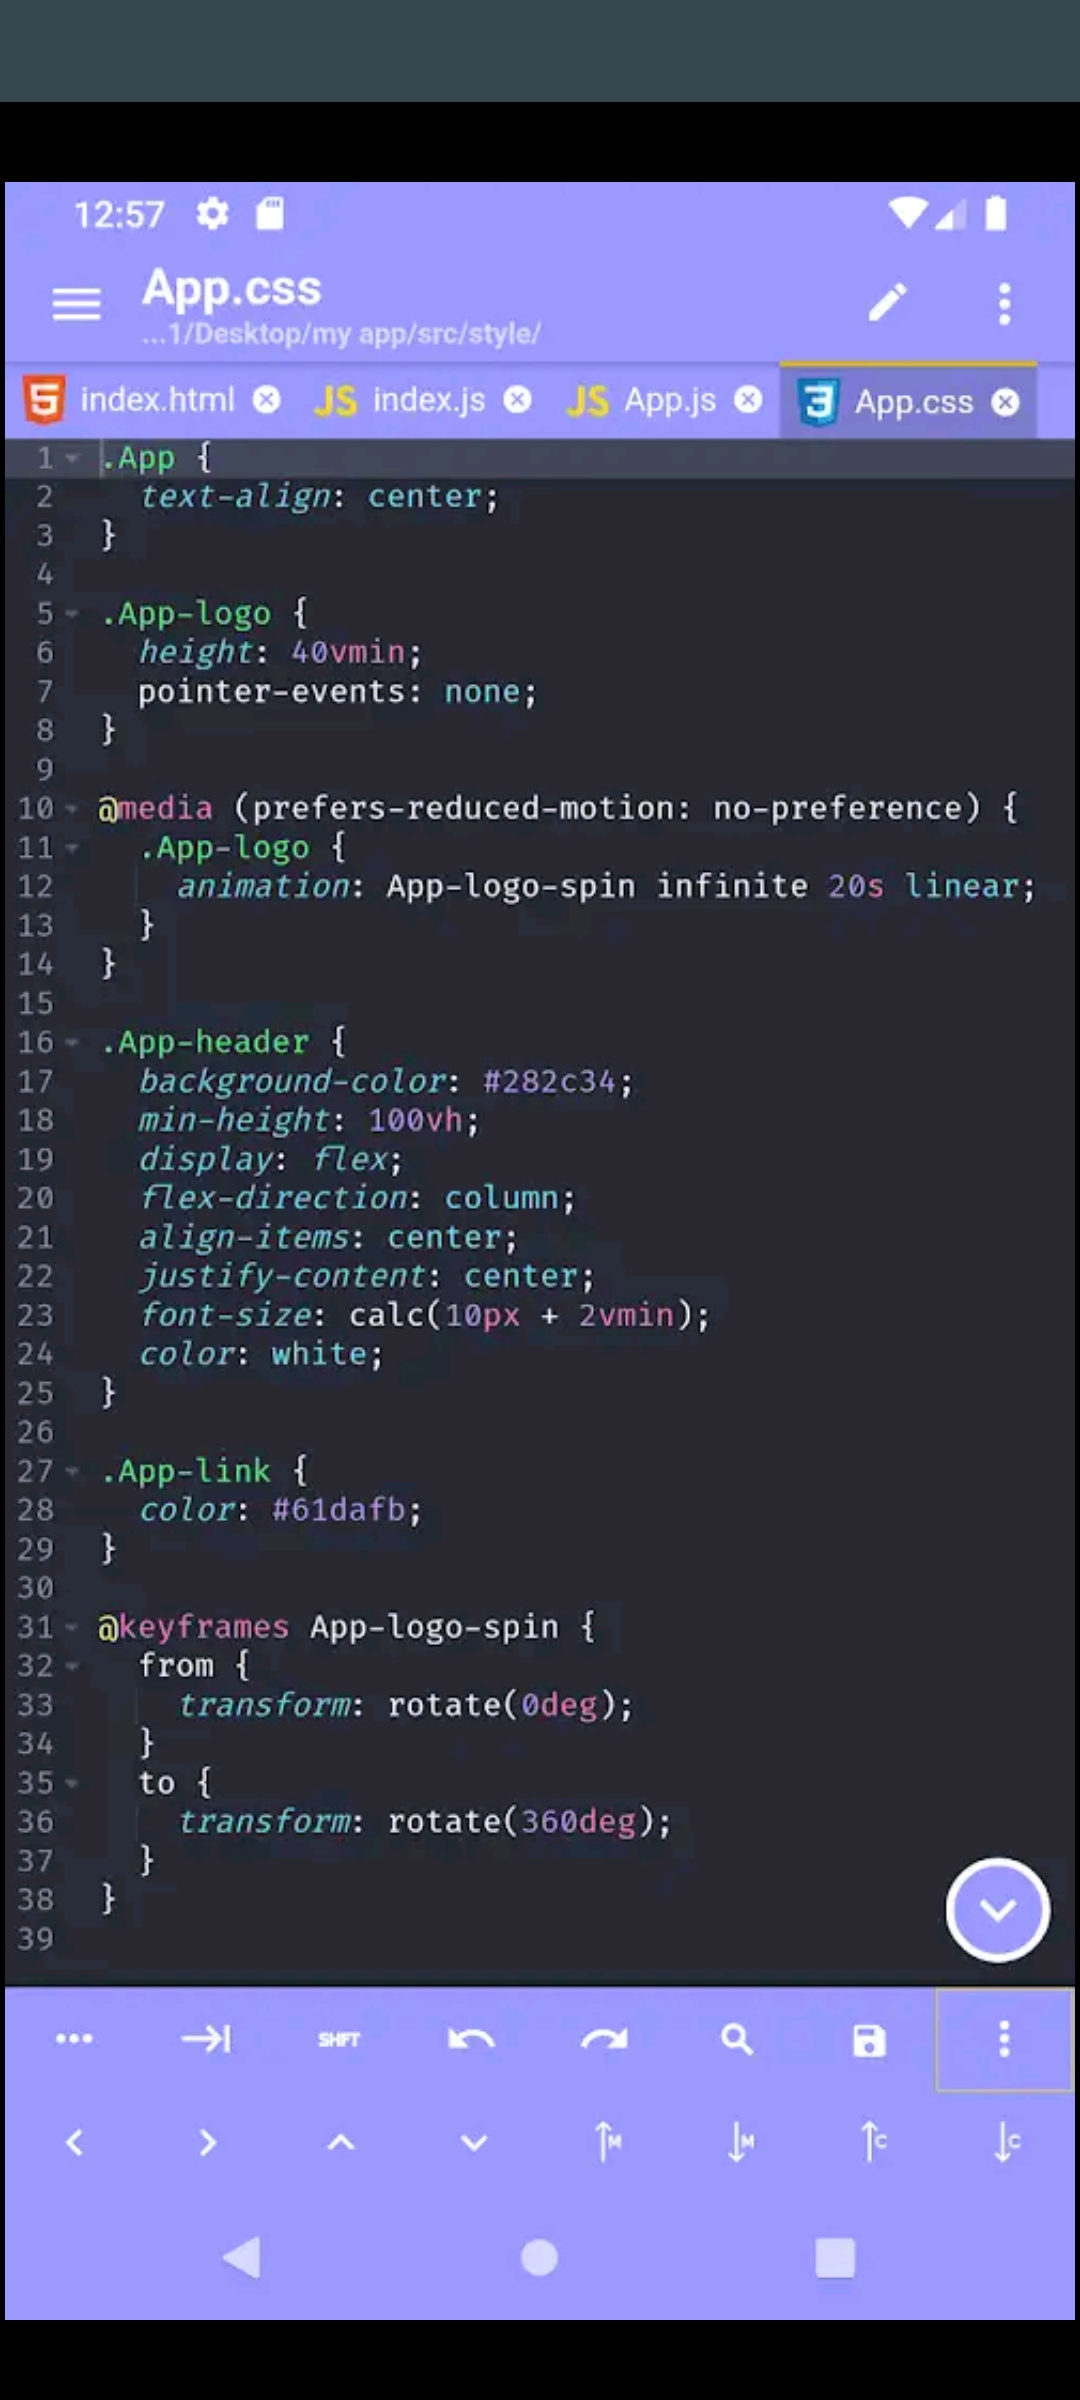 12:57
App.css
...1/Desktop/my app/src/style/
index.html JS index.js JS App.js App.css
1 .App {
2 text-align: center;
3 }
4
5 .App-logo {
6 height: 40vmin;
7 pointer-events: none;
8 }
9
10 @media (prefers-reduced-motion: no-preference) {
11 .App-logo {
12 animation: App-logo-spin infinite 20s linear;
13 }
14 }
15
16 .App-header {
17 background-color: #282c34;
18 min-height: 100vh;
19 display: flex;
20 flex-direction: column;
21 align-items: center;
22 justify-content: center;
23 font-size: calc(10px + 2vmin);
24 color: white;
25 }
26
27 .App-link {
28 color: #61dafb;
29 }
30
31 @keyframes App-logo-spin {
32 from {
33 transform: rotate(0deg);
34 }
35 to {
36 transform: rotate(360deg);
37 }
38 }
39
SHFT
M M C C